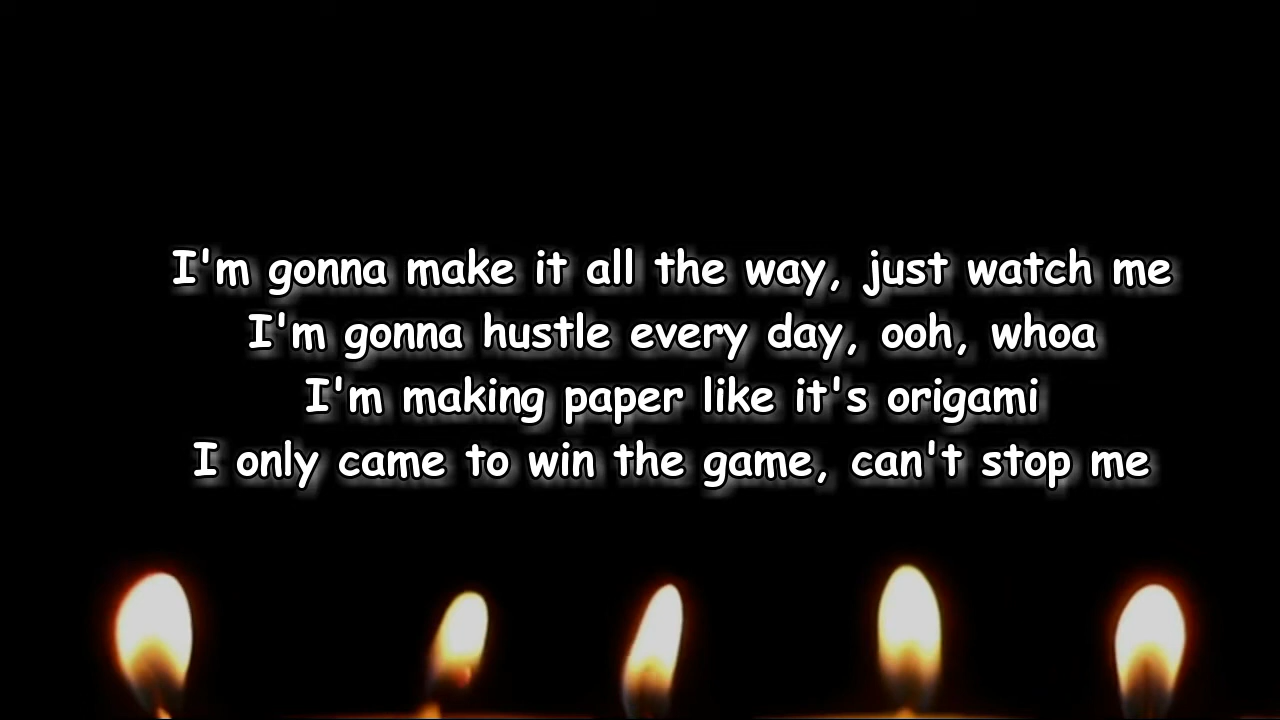 I'm gonna make it all the way, just watch me
I'm gonna hustle every day, ooh, whoa
I'm making paper like it's origami
I only came to win the game, can't stop me